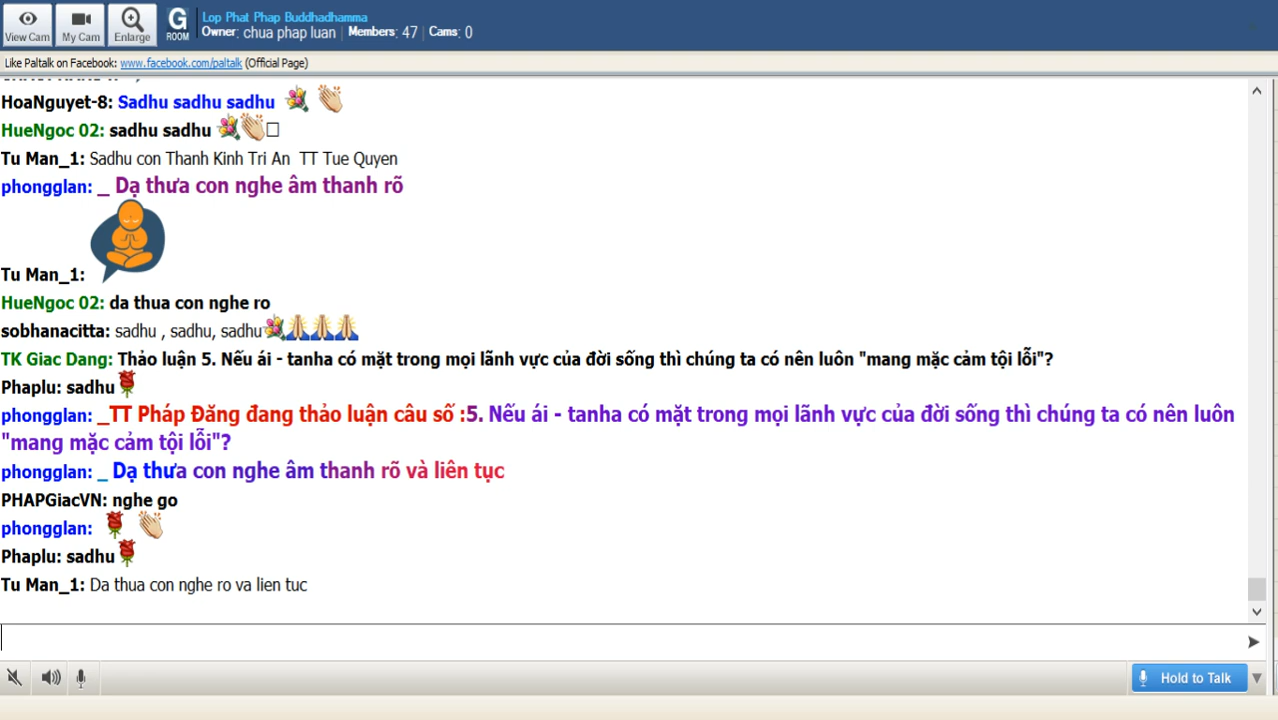 Lop Phat Phap Buddhadhamma
G
ROOM
Owner: chua phap luan | Members: 47 | Cams: 0
View Cam
My Cam
Enlarge
Like Paltalk on Facebook: www.facebook.com/paltalk (Official Page)
HoaNguyet-8: Sadhu sadhu sadhu
HueNgoc 02: sadhu sadhu
Tu Man_1: Sadhu con Thanh Kinh Tri An TT Tue Quyen
phongglan: _ Dạ thưa con nghe âm thanh rõ
Tu Man_1:
HueNgoc 02: da thua con nghe ro
sobhanacitta: sadhu , sadhu, sadhu
TK Giac Dang: Thảo luận 5. Nếu ái - tanha có mặt trong mọi lãnh vực của đời sống thì chúng ta có nên luôn "mang mặc cảm tội lỗi"?
Phaplu: sadhu
phongglan: _TT Pháp Đăng đang thảo luận câu số :5. Nếu ái - tanha có mặt trong mọi lãnh vực của đời sống thì chúng ta có nên luôn
"mang mặc cảm tội lỗi"?
phongglan: _ Dạ thưa con nghe âm thanh rõ và liên tục
PHAPGiacVN: nghe go
phongglan:
Phaplu: sadhu
Tu Man_1: Da thua con nghe ro va lien tuc
Hold to Talk